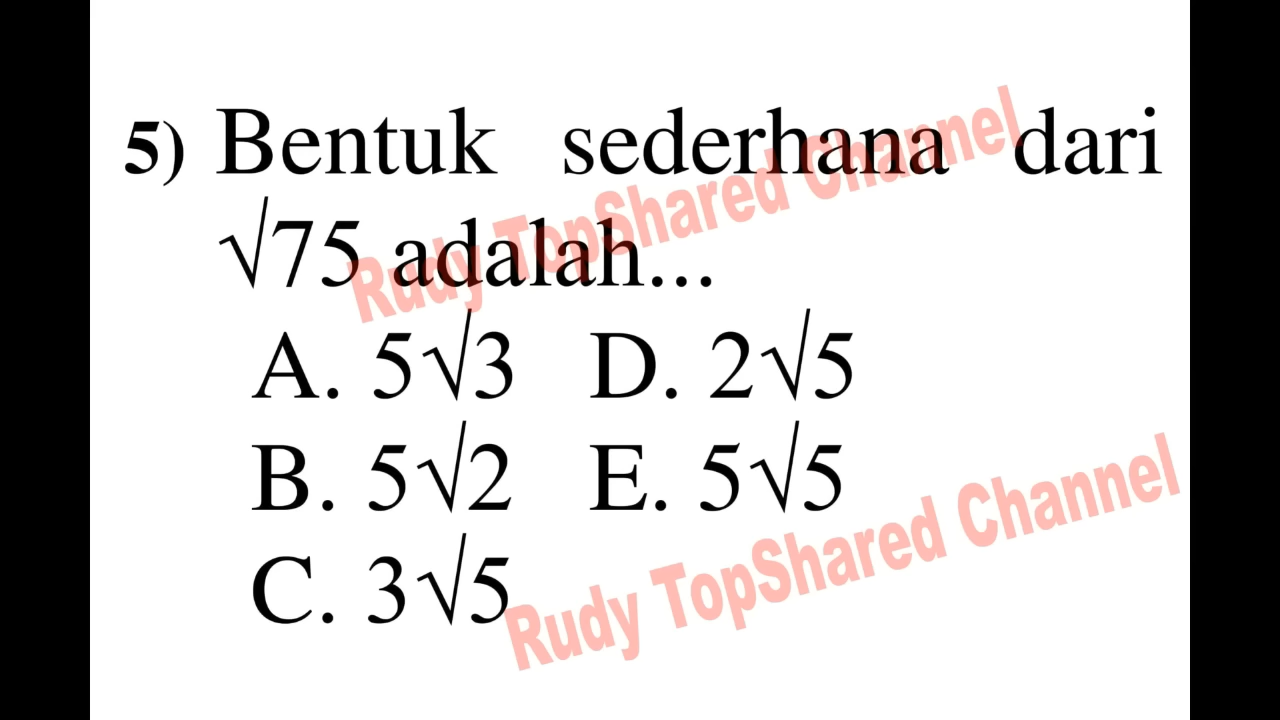 5) Bentuk sederhana dari
√75 adalah...
A. 5√3 D. 2√5
B. 5√2 E. 5√5
C. 3√5
Rudy TopShared Channel
Rudy TopShared Channel